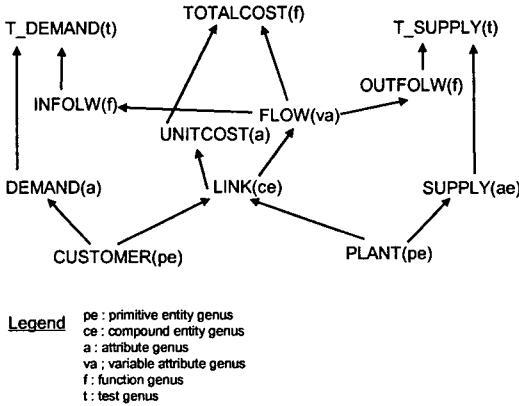 TOTALCOST(f)
T_DEMAND(t)
T_SUPPLY(t)
OUTFOLW(f)
INFOLW(f)
FLOW(va)
UNITCOST(a)
DEMAND(a)
LINK(ce)
SUPPLY(ae)
CUSTOMER(pe)
PLANT(pe)
Legend
pe : primitive entity genus
ce : compound entity genus
a : attribute genus
va ; variable attribute genus
f : function genus
t : test genus